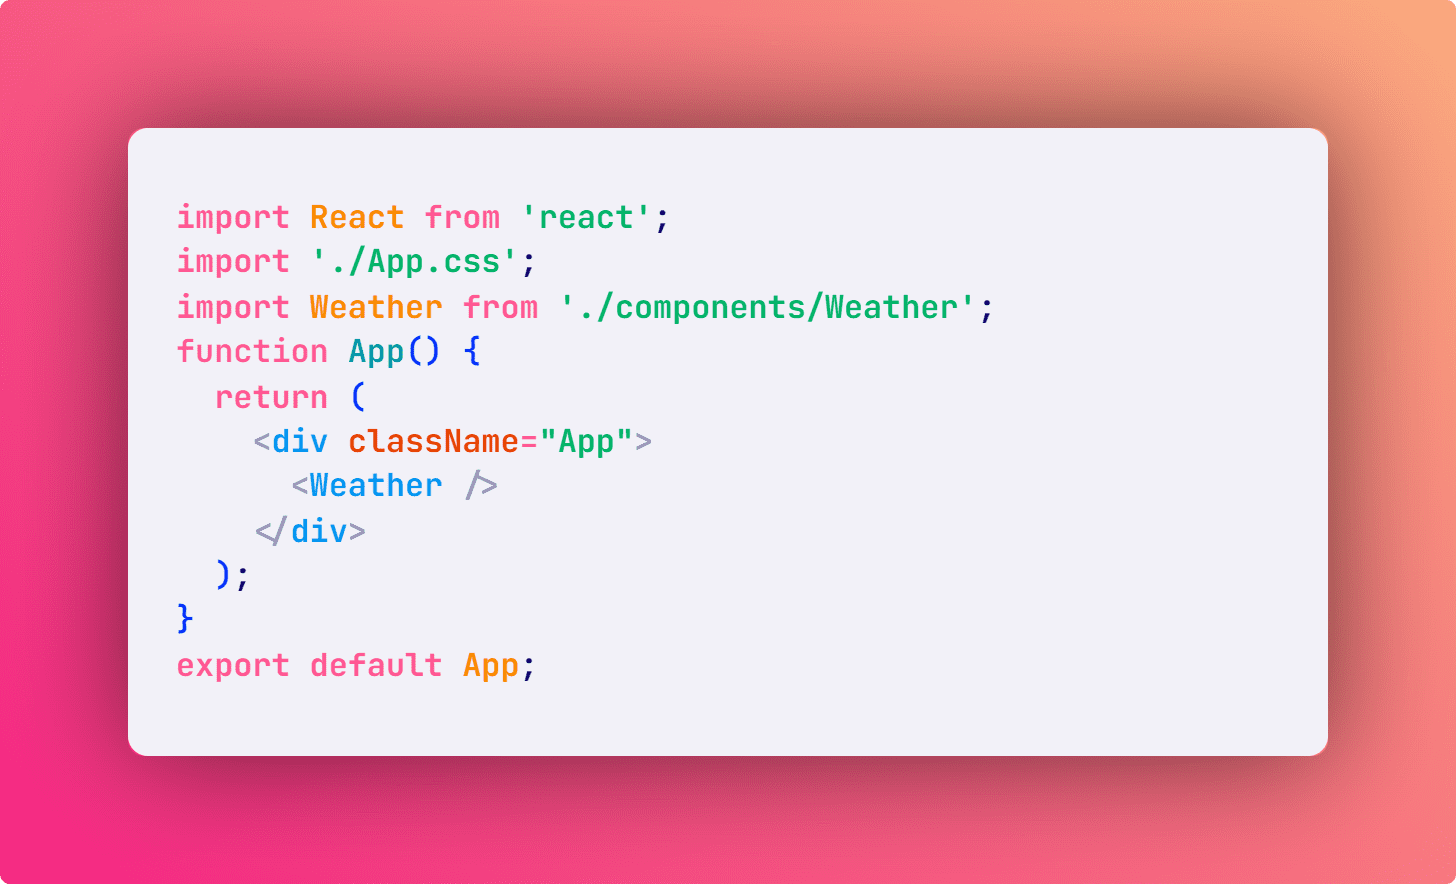 import React from 'react';
import './App.css';
import Weather from './components/Weather';
function App() {
  return (
    <div className="App">
      <Weather />
    </div>
  );
}
export default App;